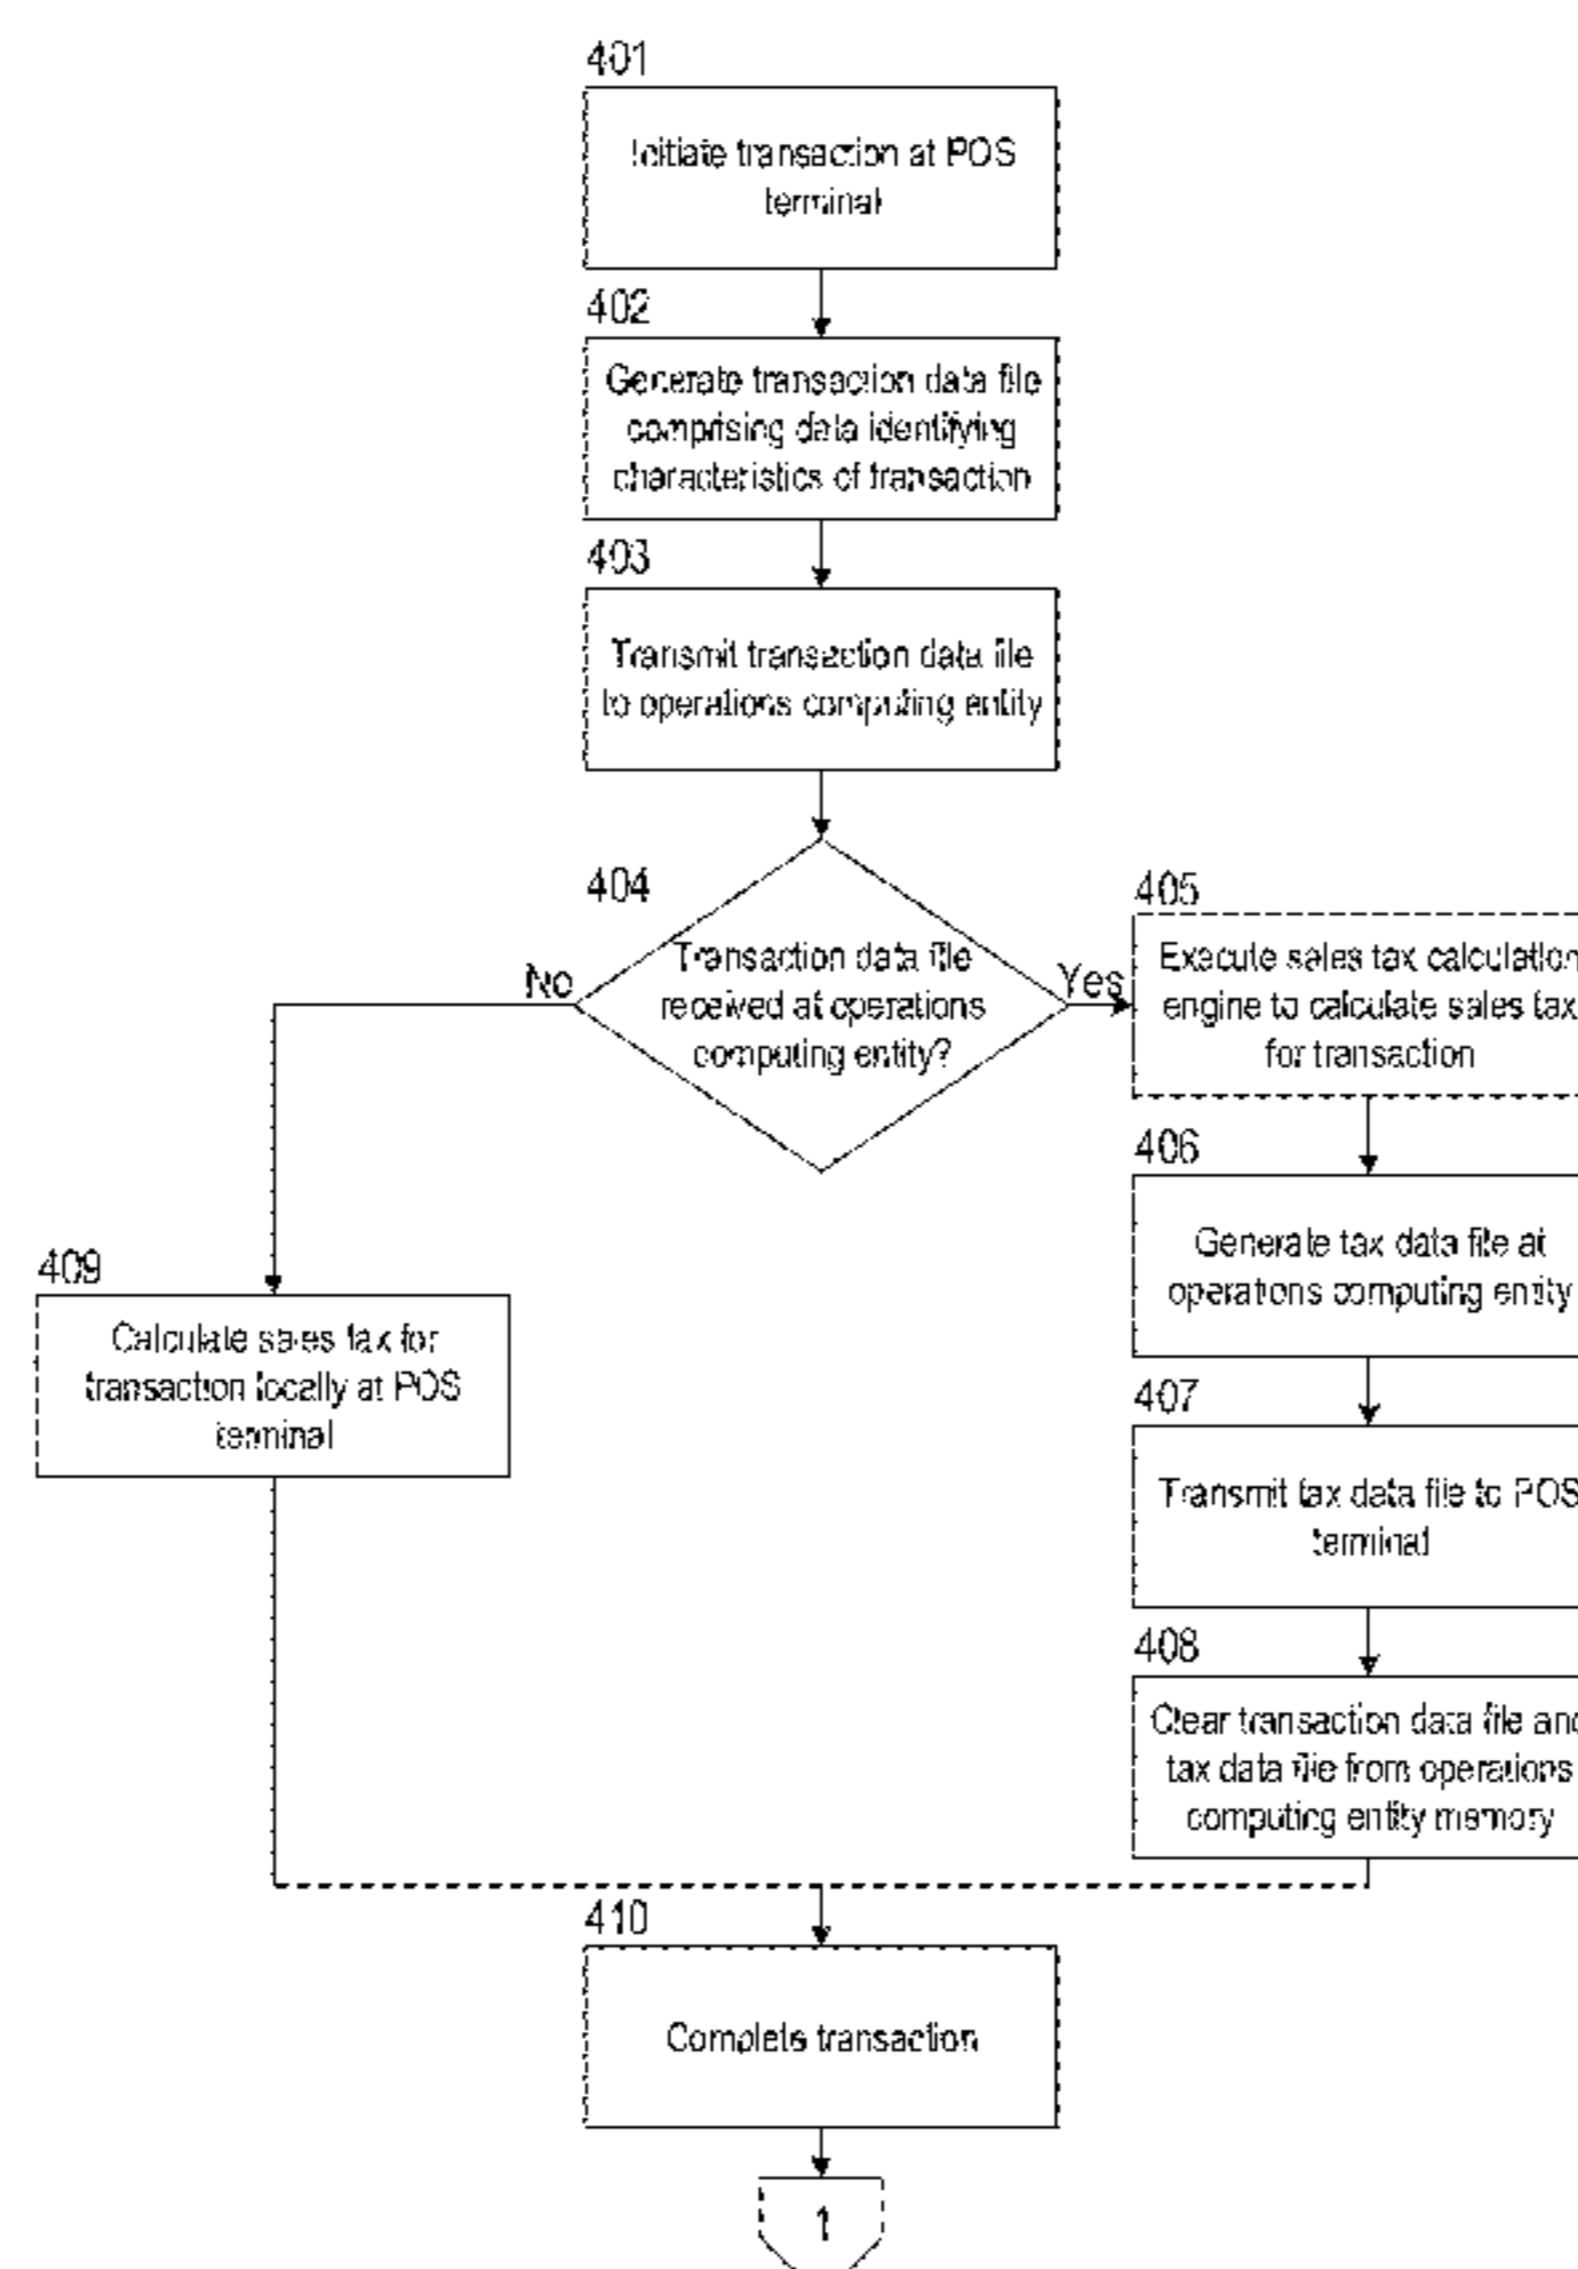 401
Initiate transaction at POS
terminal
402
Generate transaction data file
comprising data identifying
characteristics of transaction
403
Transmit transaction data file
to operations computing entity
404
Transaction data file
received at operations
computing entity?
No
Yes
405
Execute sales tax calculation
engine to calculate sales tax
for transaction
406
Generate tax data file at
operations computing entity
407
Transmit tax data file to POS
terminal
408
Clear transaction data file and
tax data file from operations
computing entity memory
409
Calculate sales tax for
transaction locally at POS
terminal
410
Complete transaction
1